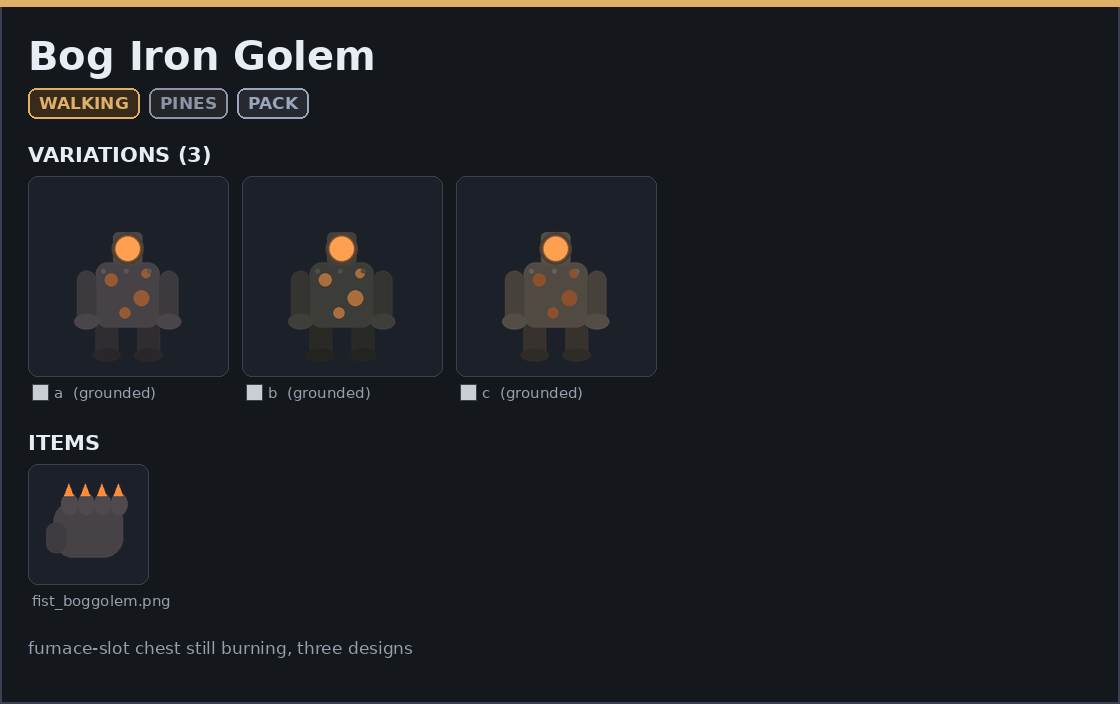 Bog Iron Golem
WALKING PINES PACK
VARIATIONS (3)
a (grounded) b (grounded) c (grounded)
ITEMS
fist_boggolem.png
furnace-slot chest still burning, three designs